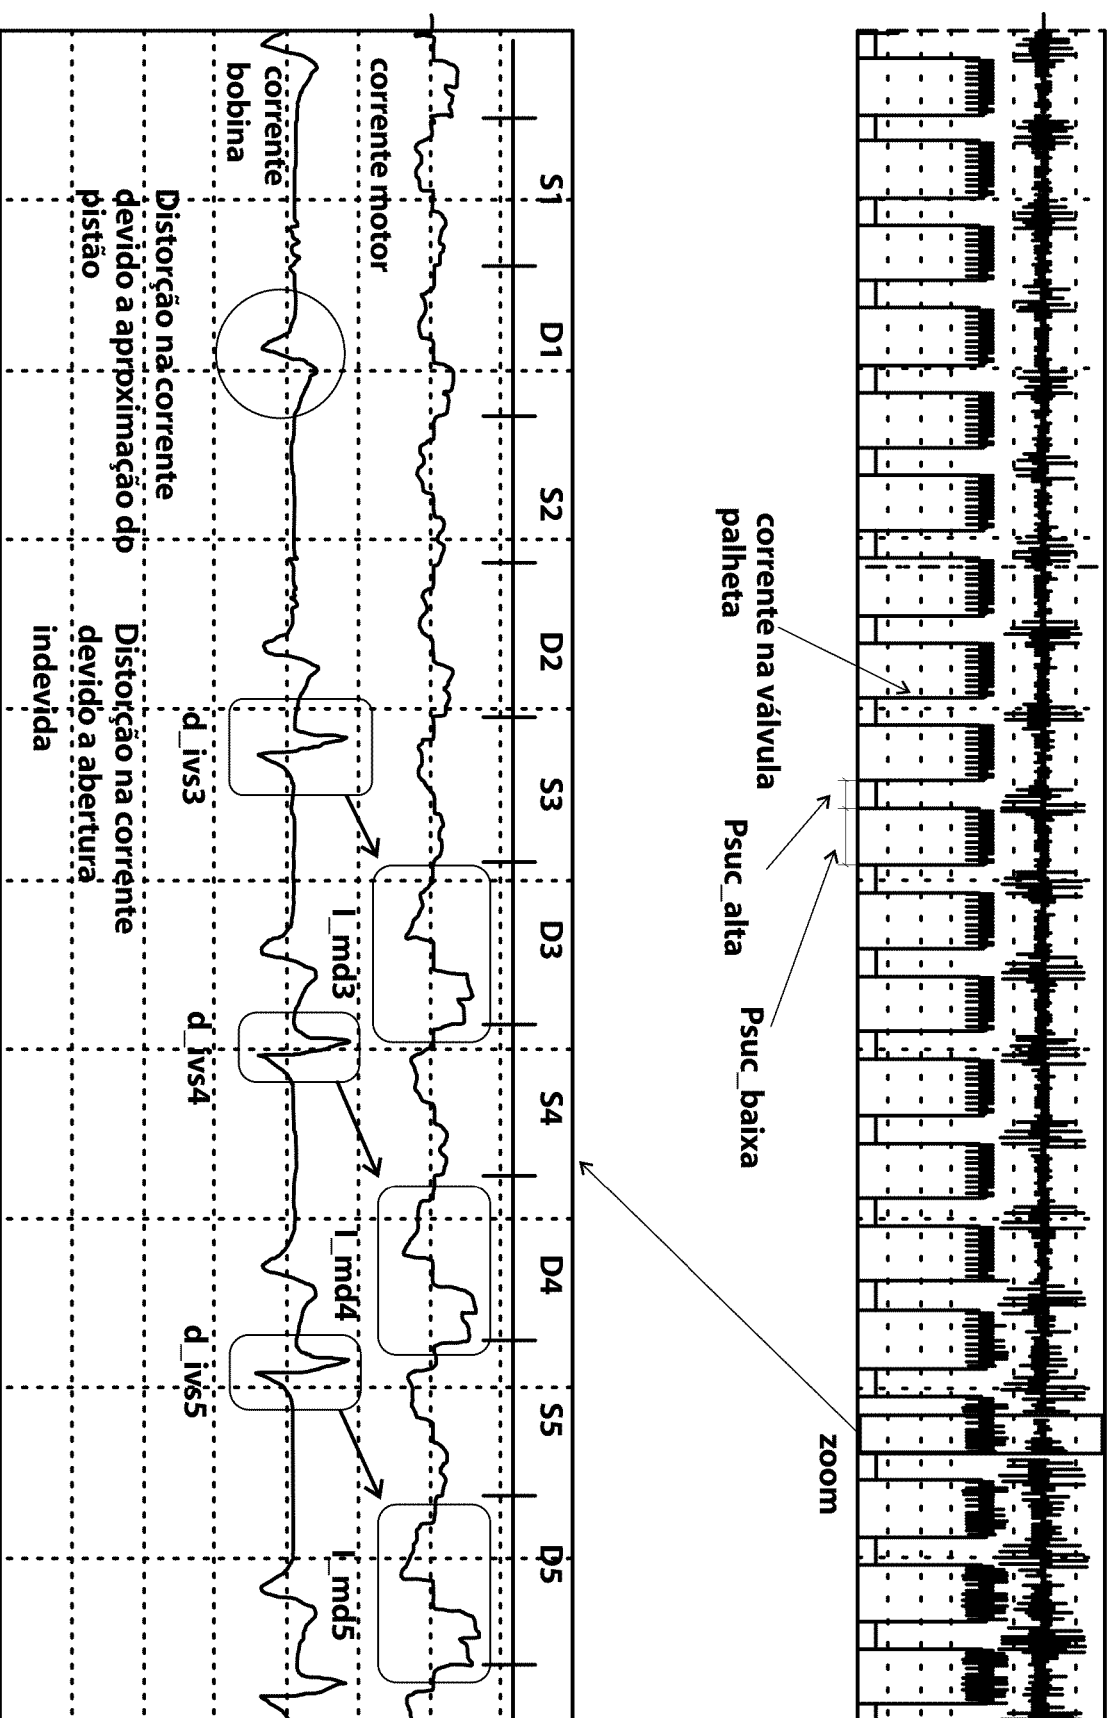 corrente na válvula
palheta
Psuc_alta
Psuc_baixa
zoom
S1
D1
S2
D2
S3
D3
S4
D4
S5
D5
corrente motor
corrente
bobina
Distorção na corrente
devido a aproximação do
pistão
Distorção na corrente
devido a abertura
indevida
d_ivs3
I_md3
d_ivs4
I_md4
d_ivs5
I_md5